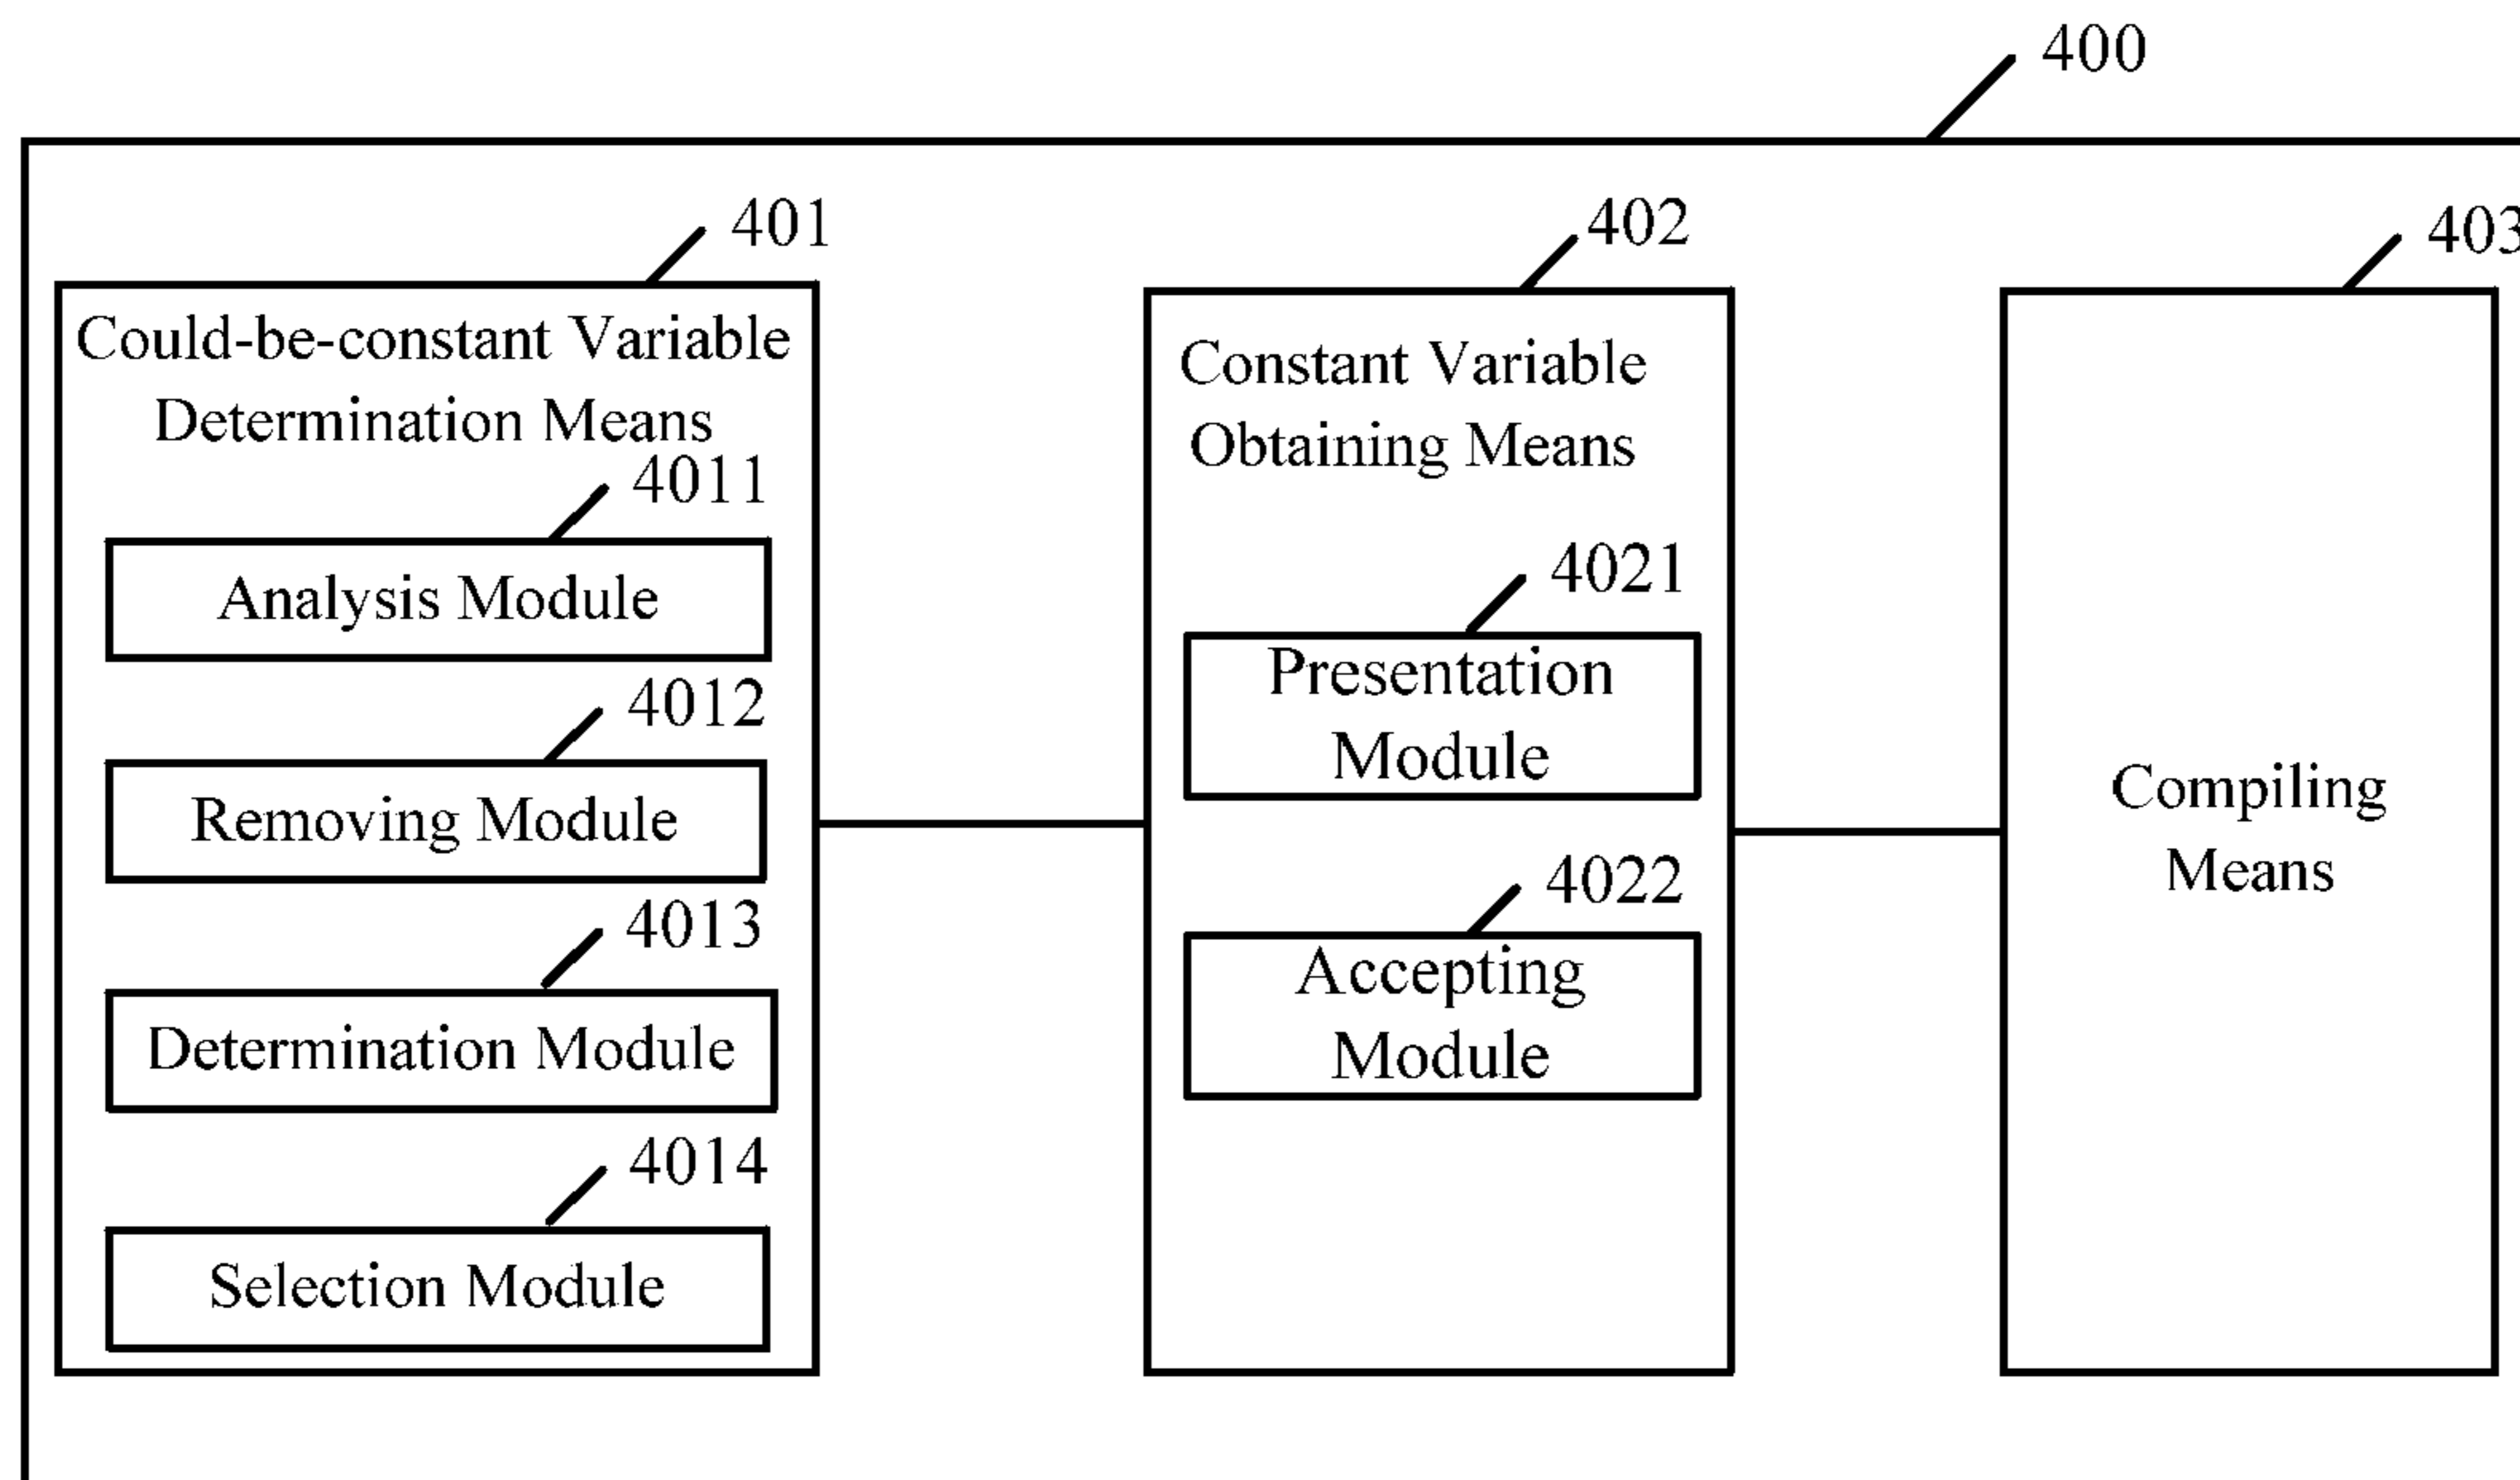 400
401
Could-be-constant Variable
Determination Means
4011
Analysis Module
4012
Removing Module
4013
Determination Module
4014
Selection Module
402
Constant Variable
Obtaining Means
4021
Presentation
Module
4022
Accepting
Module
403
Compiling
Means